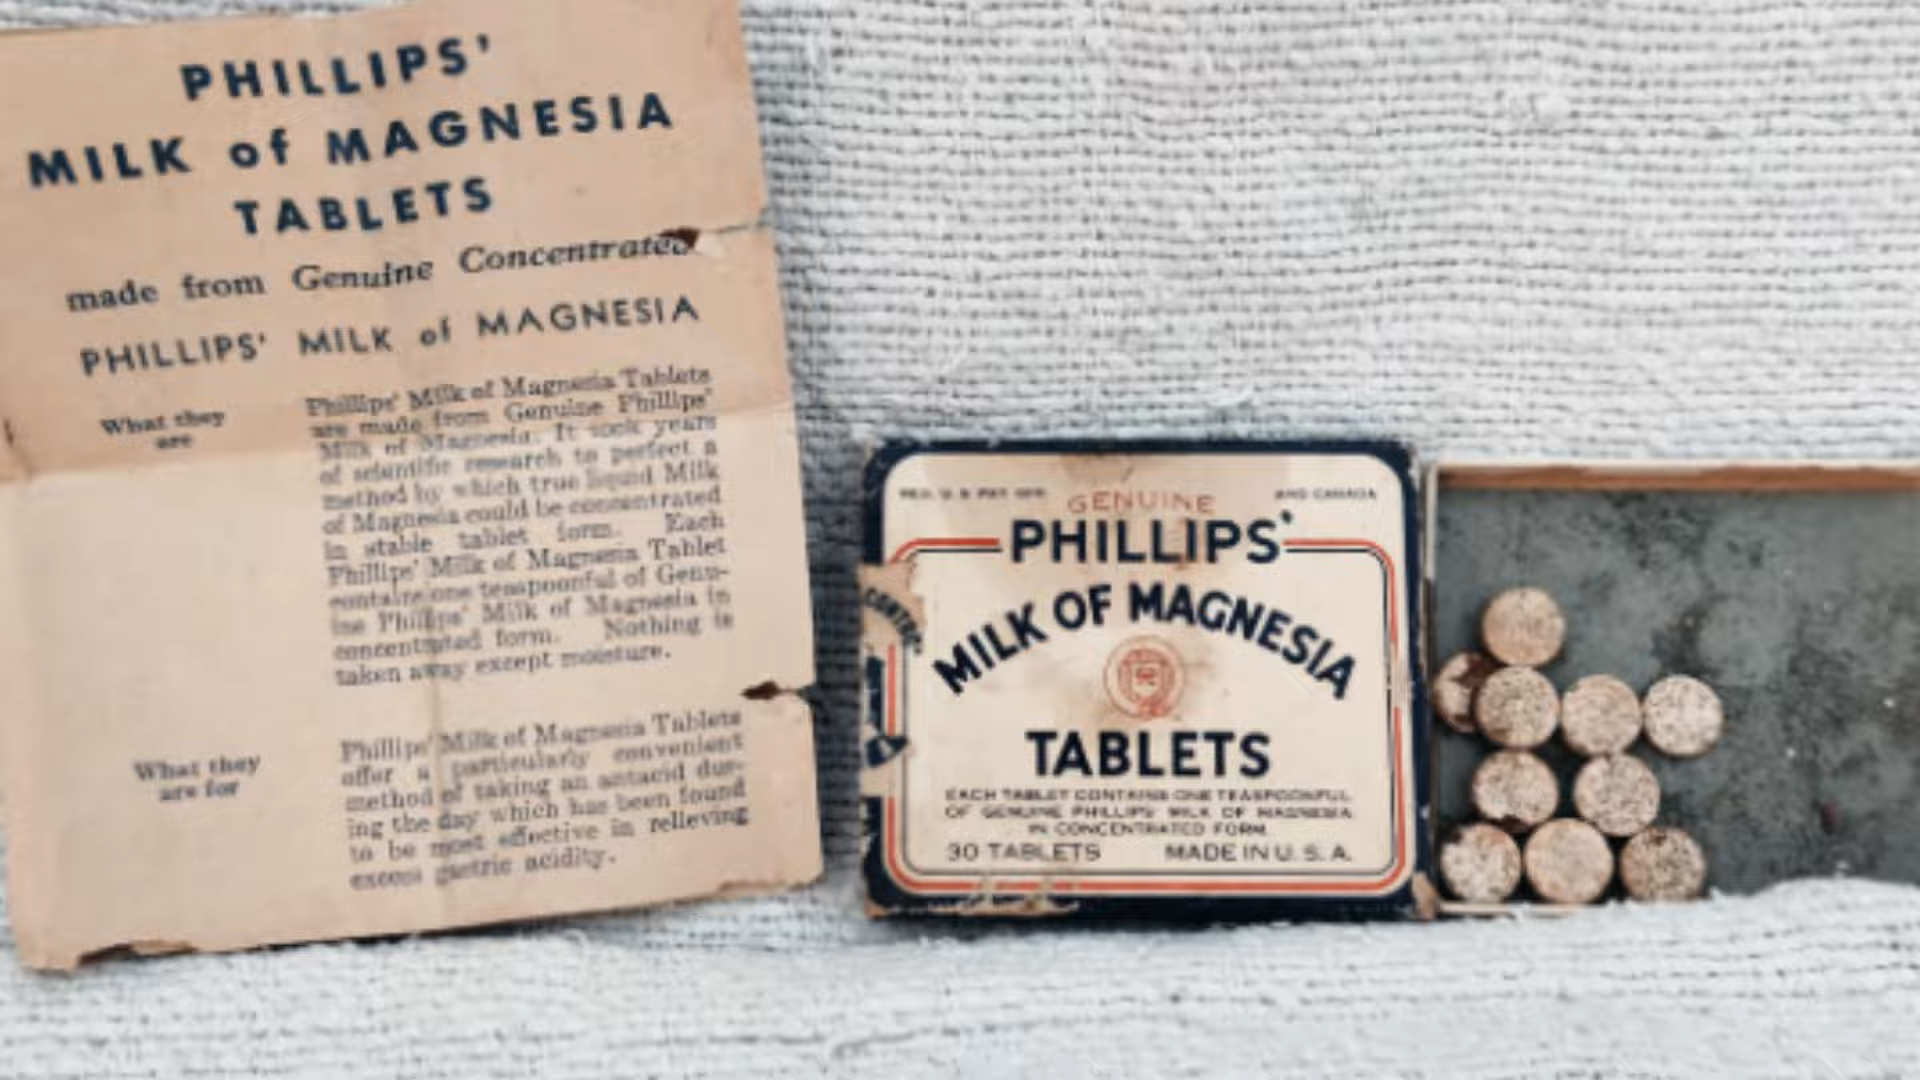 PHILLIPS'
MILK of MAGNESIA
TABLETS
made from Genuine Concentrated
PHILLIPS' MILK of MAGNESIA
What they
are
Phillips' Milk of Magnesia Tablets
are made from Genuine Phillips'
Milk of Magnesia. It took years
of scientific research to perfect a
method by which true liquid Milk
of Magnesia could be concentrated
in stable tablet form. Each
Phillips' Milk of Magnesia Tablet
contains one teaspoonful of Genu-
ine Phillips' Milk of Magnesia in
concentrated form. Nothing is
taken away except moisture.
What they
are for
Phillips' Milk of Magnesia Tablets
offer a particularly convenient
method of taking an antacid dur-
ing the day which has been found
to be most effective in relieving
excess gastric acidity.
REG. U. S. PAT. OFF. AND CANADA
GENUINE
PHILLIPS'
MILK OF MAGNESIA
TABLETS
EACH TABLET CONTAINS ONE TEASPOONFUL
OF GENUINE PHILLIPS' MILK OF MAGNESIA
IN CONCENTRATED FORM.
30 TABLETS MADE IN U. S. A.